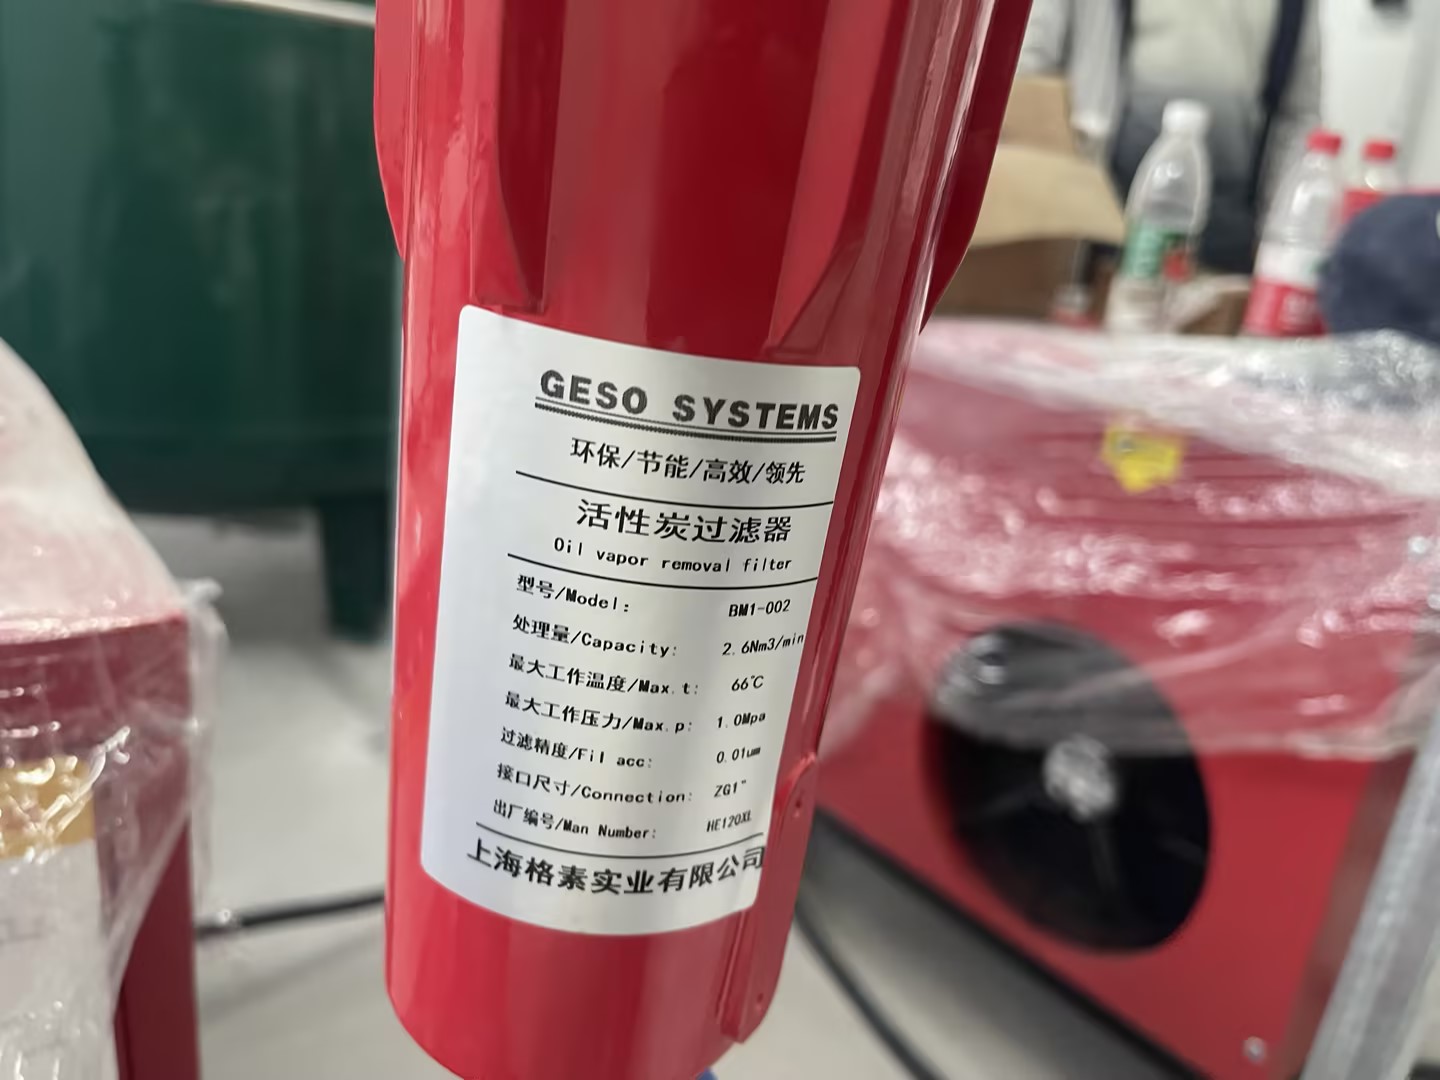 GESO SYSTEMS
环保/节能/高效/领先
活性炭过滤器
Oil vapor removal filter
型号/Model: BM1-002
处理量/Capacity: 2.6Nm3/min
最大工作温度/Max.t: 66℃
最大工作压力/Max.p: 1.0Mpa
过滤精度/Fil acc: 0.01um
接口尺寸/Connection: ZG1"
出厂编号/Man Number: HE120XL
上海格素实业有限公司